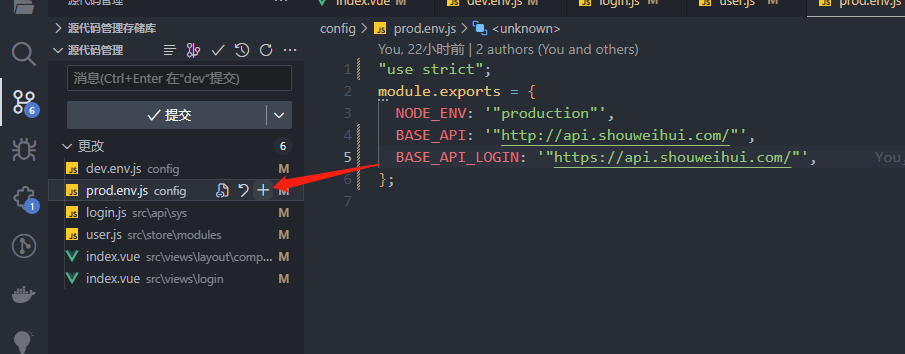 源代码管理
index.vue M
dev.env.js M
login.js M
user.js M
prod.env.js
源代码管理存储库
源代码管理
消息(Ctrl+Enter 在"dev"提交)
提交
更改 6
dev.env.js config M
prod.env.js config M
login.js src\api\sys M
user.js src\store\modules M
index.vue src\views\layout\comp... M
index.vue src\views\login M
6
1
config > JS prod.env.js > <unknown>
You, 22小时前 | 2 authors (You and others)
1 "use strict";
2 module.exports = {
3 NODE_ENV: '"production"',
4 BASE_API: '"http://api.shouweihui.com/"',
5 BASE_API_LOGIN: '"https://api.shouweihui.com/"', You
6 };
7